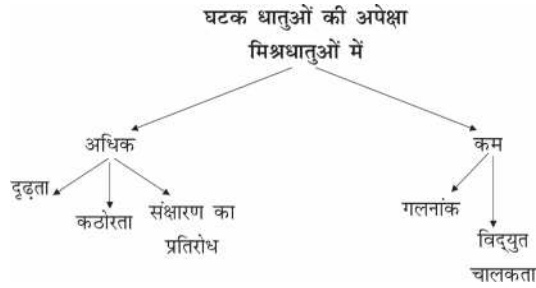 घटक धातुओं की अपेक्षा
मिश्रधातुओं में
अधिक
कम
दृढ़ता
कठोरता
संक्षारण का
प्रतिरोध
गलनांक
विद्युत
चालकता